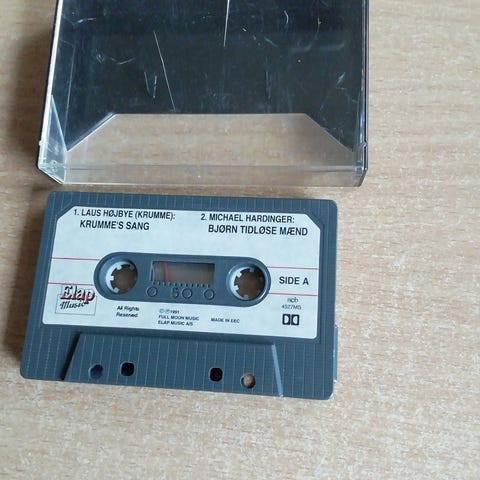 1. LAUS HØJBYE (KRUMME):
KRUMME'S SANG
2. MICHAEL HARDINGER:
BJØRN TIDLØSE MÆND
SIDE A
Elap
Music
All Rights
Reserved
50
©℗1991
FULL MOON MUSIC
ELAP MUSIC A/S
MADE IN EEC
ncb
4527MS